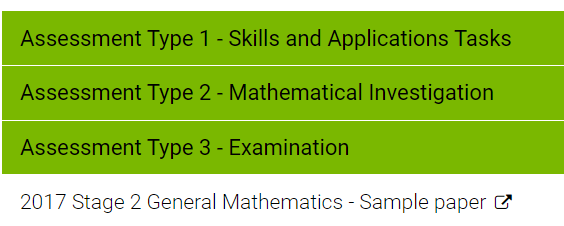 Assessment Type 1 - Skills and Applications Tasks
Assessment Type 2 - Mathematical Investigation
Assessment Type 3 - Examination
2017 Stage 2 General Mathematics - Sample paper